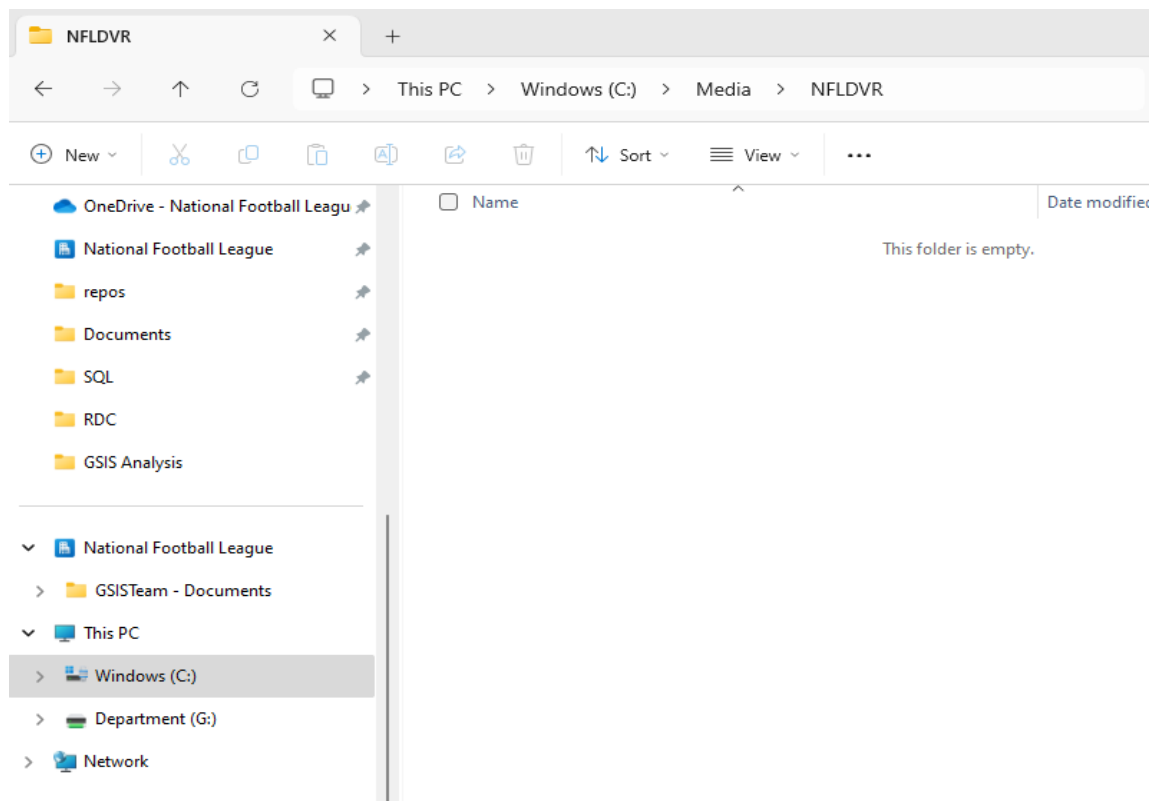 NFLDVR
This PC > Windows (C:) > Media > NFLDVR
New
Sort
View
Name
Date modified
This folder is empty.
OneDrive - National Football Leagu
National Football League
repos
Documents
SQL
RDC
GSIS Analysis
National Football League
GSISTeam - Documents
This PC
Windows (C:)
Department (G:)
Network